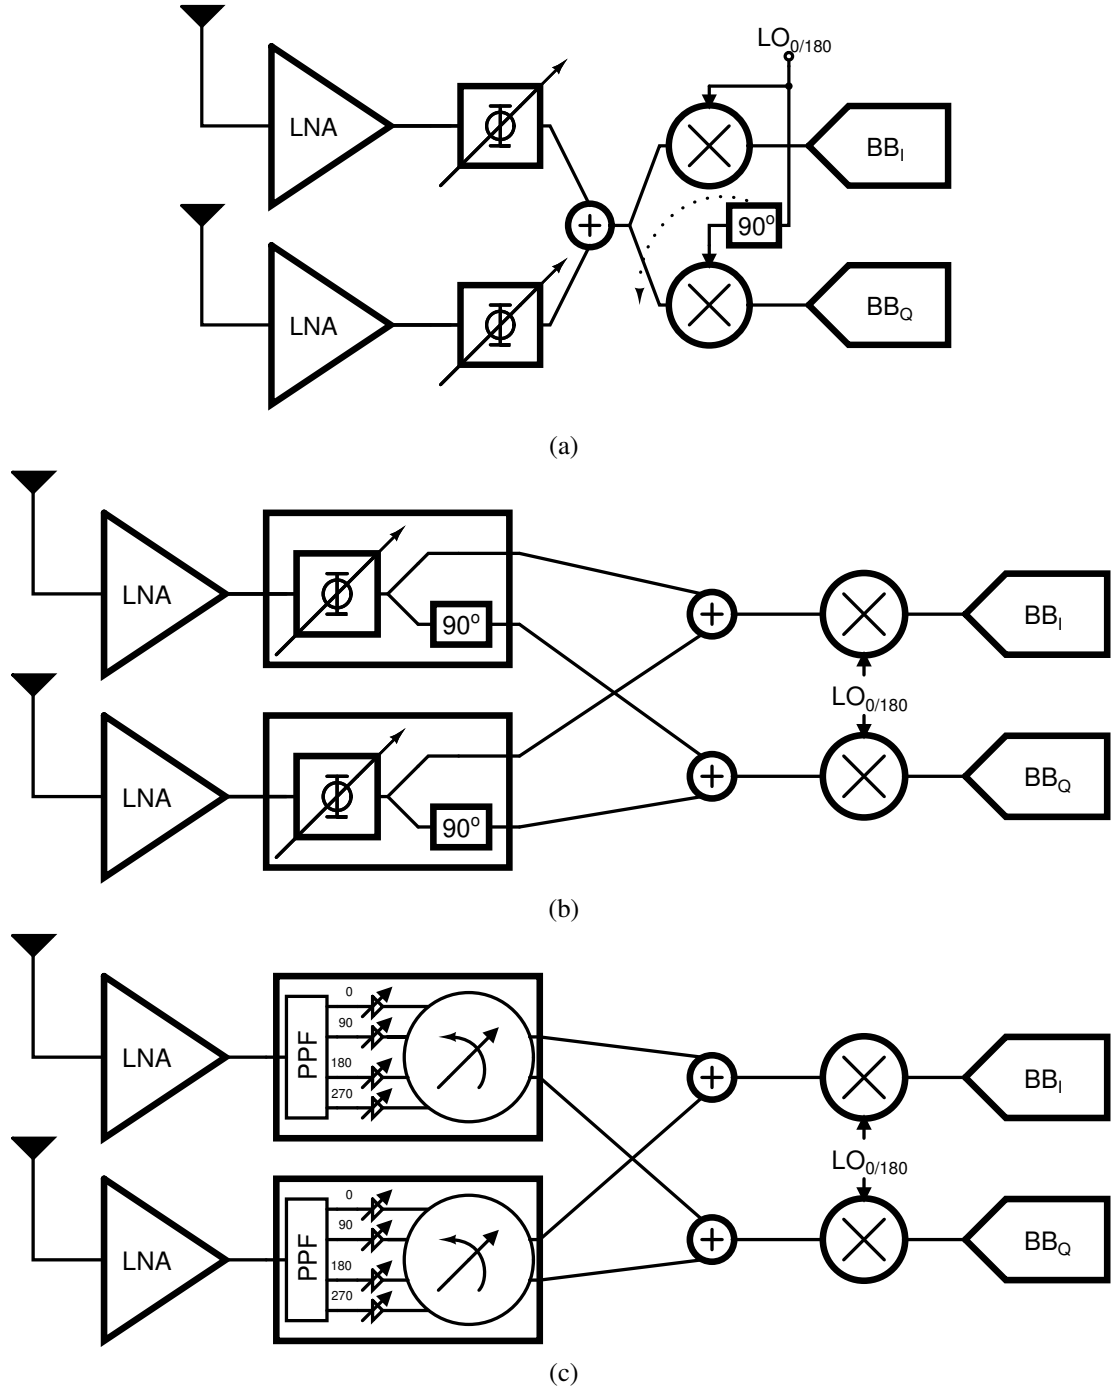 LO0/180
LNA
Φ
BBI
+
90º
LNA
Φ
BBQ
(a)
LNA
Φ
90º
+
BBI
LO0/180
LNA
Φ
90º
+
BBQ
(b)
LNA
PPF
0
90
180
270
+
BBI
LO0/180
LNA
PPF
0
90
180
270
+
BBQ
(c)